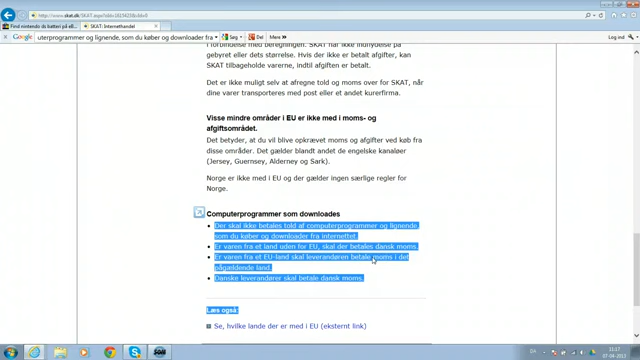 http://www.skat.dk/SKAT.aspx?oId=
Find nintendo ds batteri på ell...
SKAT: Internethandel
Google
uterprogrammer og lignende, som du køber og downloader fra
Søg
Del
More »
Log ind
forbindelse med beregningen. SKAT har ikke indflydelse på
gebyret eller dets størrelse. Hvis der ikke er betalt afgifter, kan
SKAT tilbageholde varerne, indtil afgiften er betalt.
Det er ikke muligt selv at afregne told og moms over for SKAT, når
dine varer transporteres med post eller et andet kurerfirma.
Visse mindre områder i EU er ikke med i moms- og
afgiftsområdet.
Det betyder, at du vil blive opkrævet moms og afgifter ved køb fra
disse områder. Det gælder blandt andet de engelske kanaløer
(Jersey, Guernsey, Alderney og Sark).
Norge er ikke med i EU og der gælder ingen særlige regler for
Norge.
Computerprogrammer som downloades
Der skal ikke betales told af computerprogrammer og lignende,
som du køber og downloader fra internettet.
Er varen fra et land uden for EU, skal der betales dansk moms.
Er varen fra et EU-land skal leverandøren betale moms i det
pågældende land.
Danske leverandører skal betale dansk moms.
Læs også:
Se, hvilke lande der er med i EU (eksternt link)
DA
11:17
07-04-2013